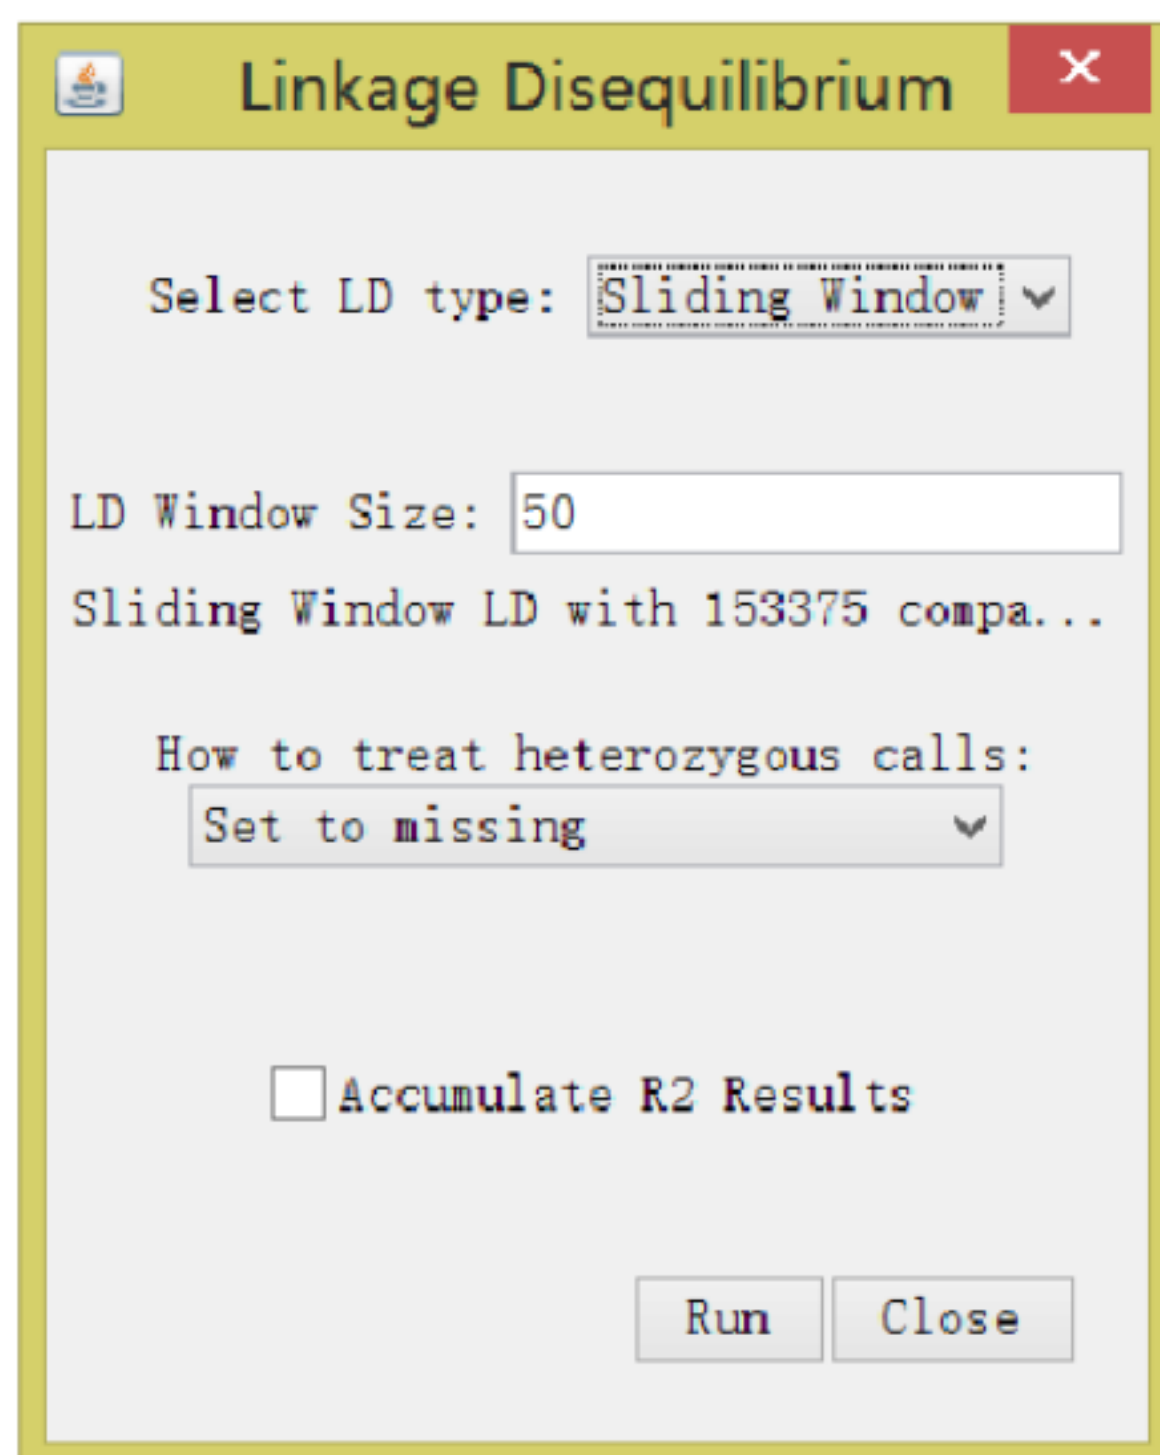 Linkage Disequilibrium
Select LD type: Sliding Window
LD Window Size: 50
Sliding Window LD with 153375 compa...
How to treat heterozygous calls:
Set to missing
Accumulate R2 Results
Run Close